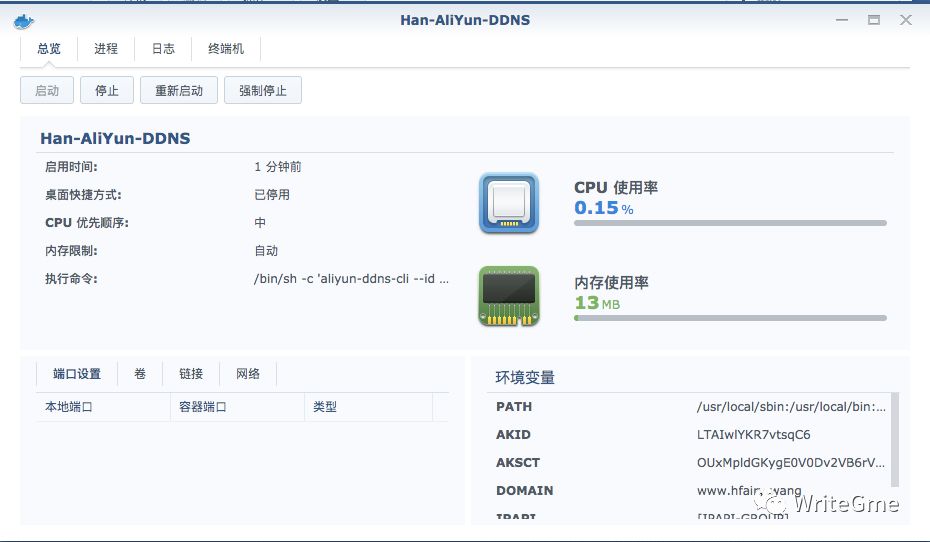 Han-AliYun-DDNS
总览 进程 日志 终端机
启动 停止 重新启动 强制停止
Han-AliYun-DDNS
启用时间: 1 分钟前
桌面快捷方式: 已停用
CPU 优先顺序: 中
内存限制: 自动
执行命令: /bin/sh -c 'aliyun-ddns-cli --id ...
CPU 使用率
0.15 %
内存使用率
13 MB
端口设置 卷 链接 网络
本地端口 容器端口 类型
环境变量
PATH /usr/local/sbin:/usr/local/bin:...
AKID LTAIwlYKR7vtsqC6
AKSCT OUxMpldGKygE0V0Dv2VB6rV...
DOMAIN
IPAPI [IPAPI-GROUP]
WriteGme